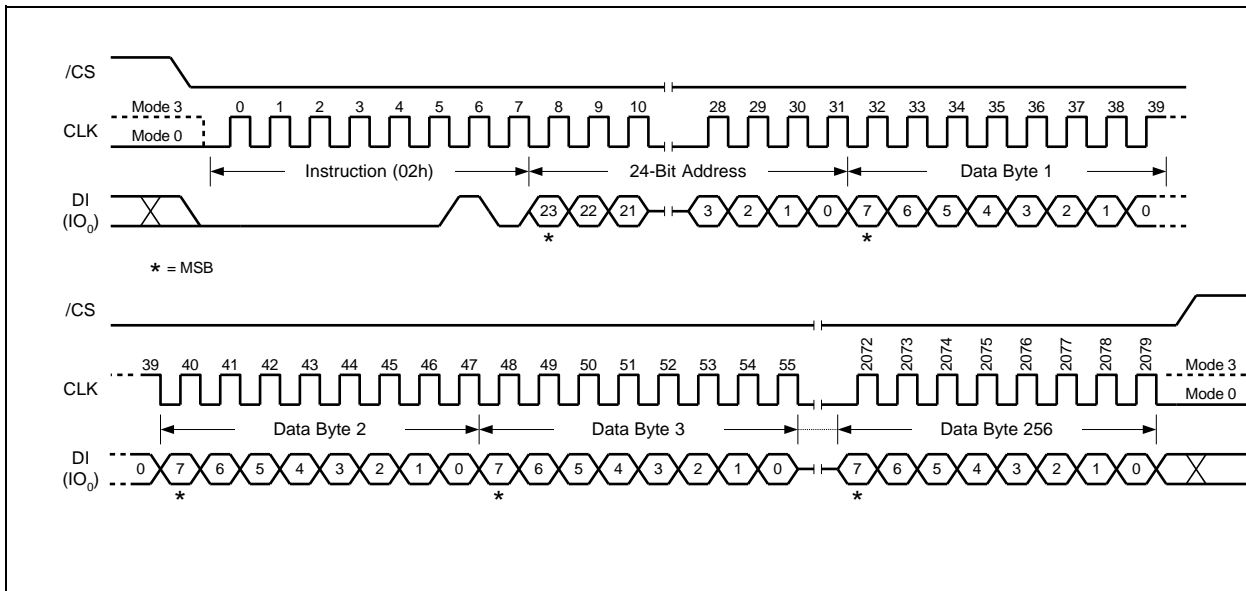 /CS
Mode 3 0 1 2 3 4 5 6 7 8 9 10 28 29 30 31 32 33 34 35 36 37 38 39
CLK Mode 0
Instruction (02h) 24-Bit Address Data Byte 1
DI
(IO0) 23 22 21 3 2 1 0 7 6 5 4 3 2 1 0
* *
* = MSB
/CS
39 40 41 42 43 44 45 46 47 48 49 50 51 52 53 54 55 2072 2073 2074 2075 2076 2077 2078 2079 Mode 3
CLK Mode 0
Data Byte 2 Data Byte 3 Data Byte 256
DI
(IO0) 0 7 6 5 4 3 2 1 0 7 6 5 4 3 2 1 0 7 6 5 4 3 2 1 0
* * *